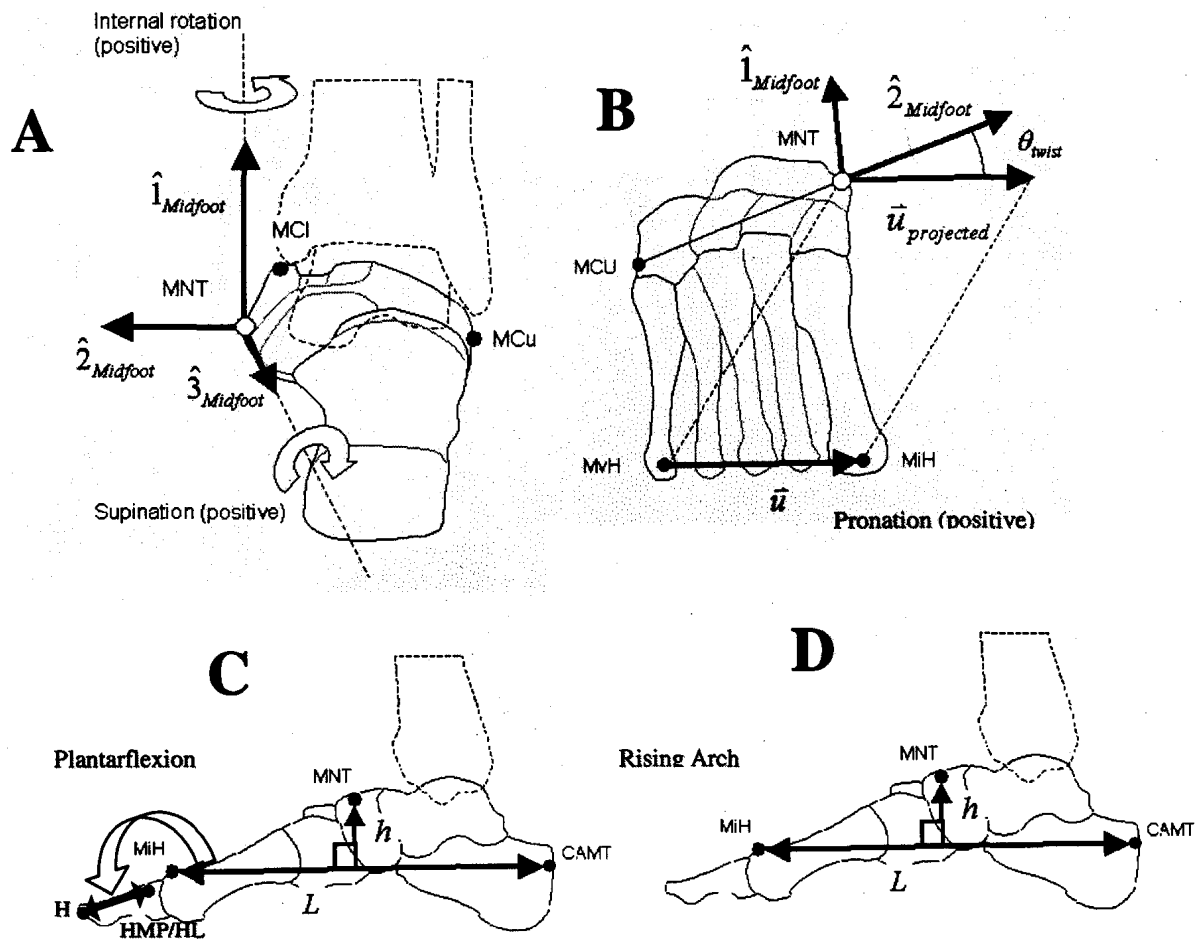 Internal rotation
(positive)
A
1̂Midfoot
MCI
MNT
MCu
2̂Midfoot
3̂Midfoot
Supination (positive)
B
1̂Midfoot
2̂Midfoot
MNT
θtwist
u⃗projected
MCU
MvH
MiH
u⃗
Pronation (positive)
C
Plantarflexion
MNT
h
MiH
CAMT
L
H
HMP/HL
D
Rising Arch
MNT
h
MiH
CAMT
L